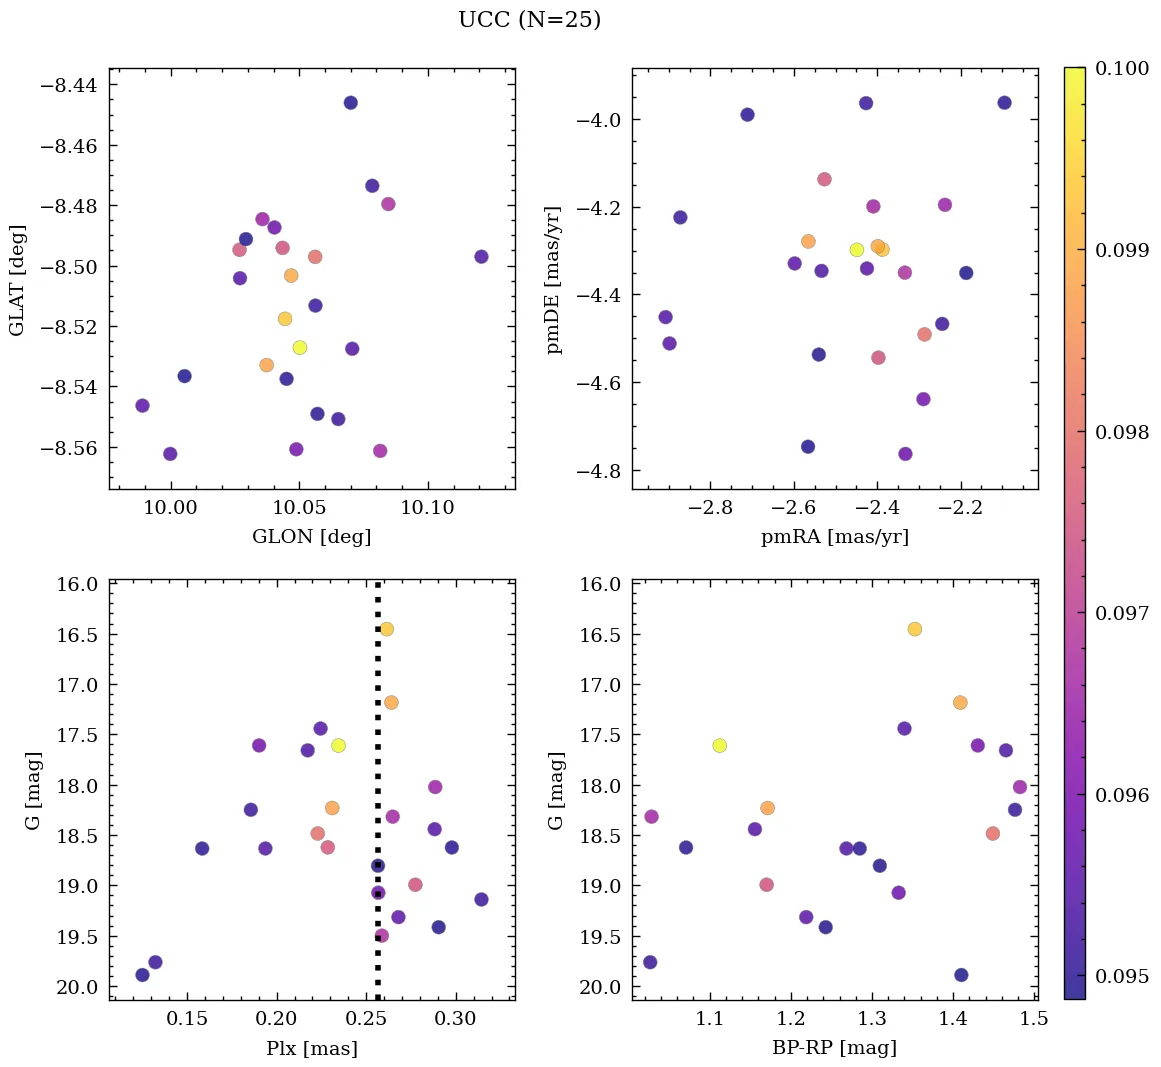 UCC (N=25)
−8.44
−8.46
−8.48
−8.50
−8.52
−8.54
−8.56
GLAT [deg]
10.00 10.05 10.10
GLON [deg]
−4.0
−4.2
−4.4
−4.6
−4.8
pmDE [mas/yr]
−2.8 −2.6 −2.4 −2.2
pmRA [mas/yr]
16.0
16.5
17.0
17.5
18.0
18.5
19.0
19.5
20.0
G [mag]
0.15 0.20 0.25 0.30
Plx [mas]
16.0
16.5
17.0
17.5
18.0
18.5
19.0
19.5
20.0
G [mag]
1.1 1.2 1.3 1.4 1.5
BP-RP [mag]
0.100
0.099
0.098
0.097
0.096
0.095